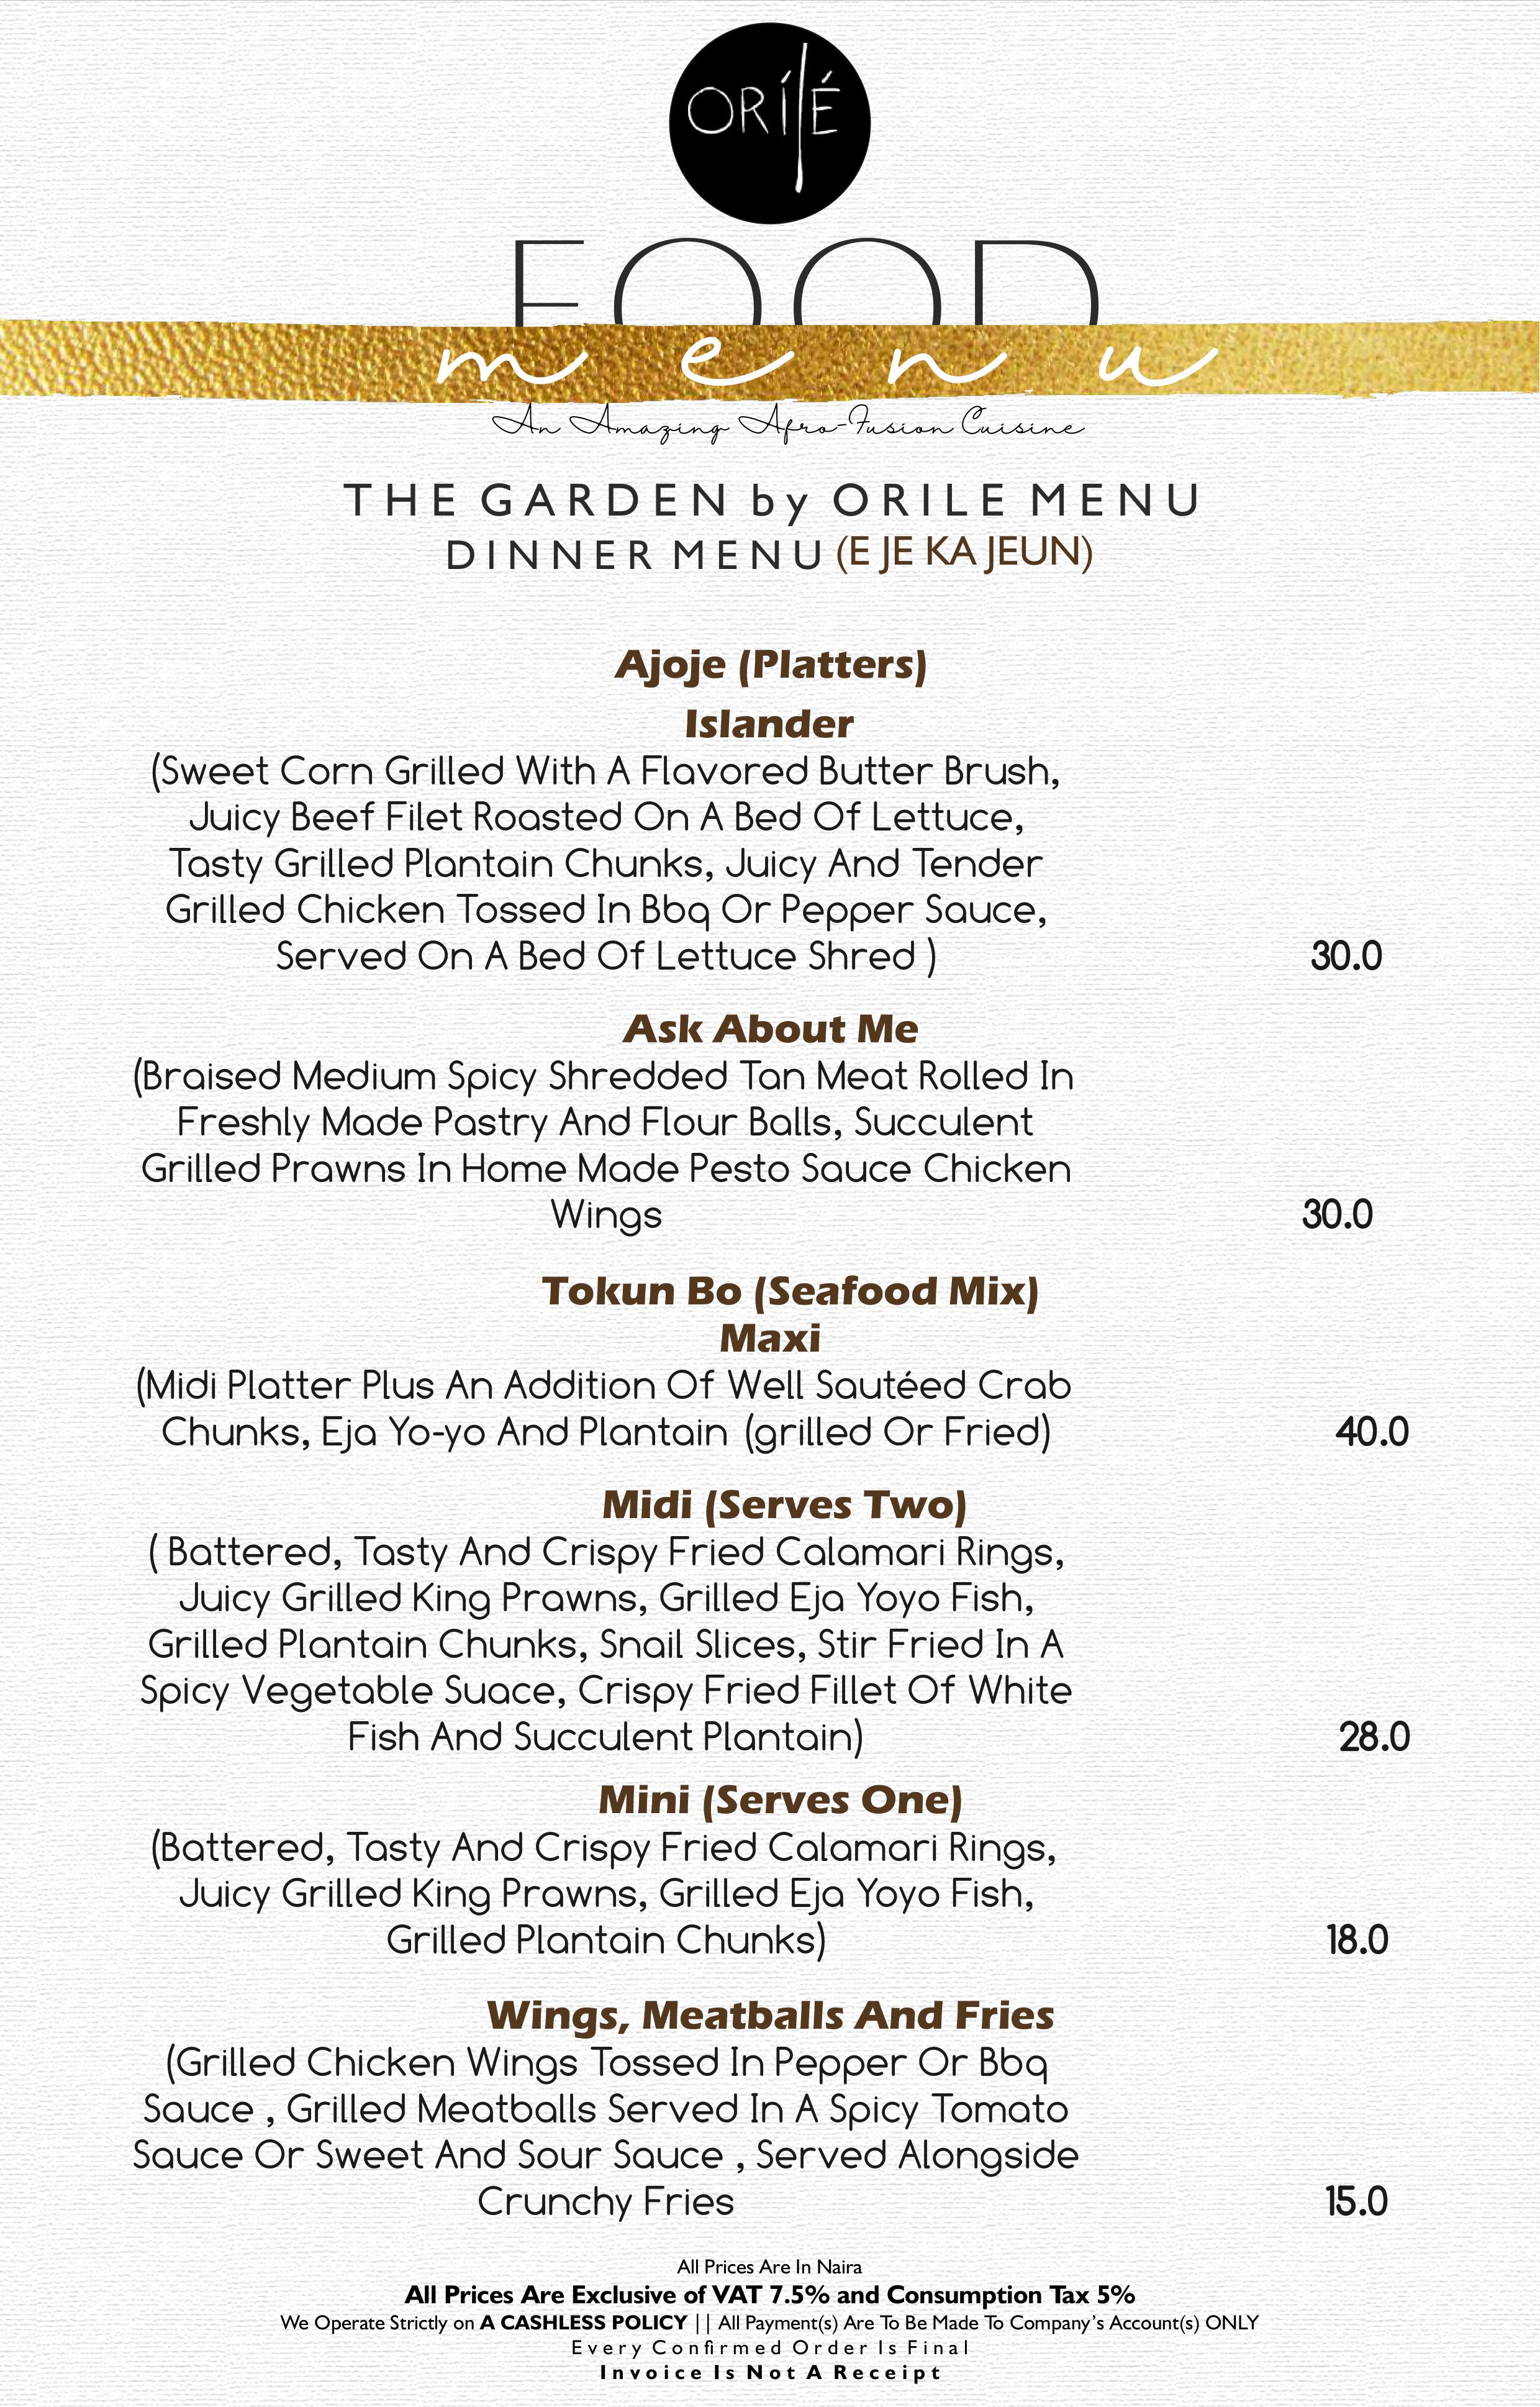 ORÍLÉ
FOOD
menu
An Amazing Afro-Fusion Cuisine
THE GARDEN by ORILE MENU
DINNER MENU (E JE KA JEUN)
Ajoje (Platters)
Islander
(Sweet Corn Grilled With A Flavored Butter Brush,
Juicy Beef Filet Roasted On A Bed Of Lettuce,
Tasty Grilled Plantain Chunks, Juicy And Tender
Grilled Chicken Tossed In Bbq Or Pepper Sauce,
Served On A Bed Of Lettuce Shred ) 30.0
Ask About Me
(Braised Medium Spicy Shredded Tan Meat Rolled In
Freshly Made Pastry And Flour Balls, Succulent
Grilled Prawns In Home Made Pesto Sauce Chicken
Wings 30.0
Tokun Bo (Seafood Mix)
Maxi
(Midi Platter Plus An Addition Of Well Sautéed Crab
Chunks, Eja Yo-yo And Plantain (grilled Or Fried) 40.0
Midi (Serves Two)
( Battered, Tasty And Crispy Fried Calamari Rings,
Juicy Grilled King Prawns, Grilled Eja Yoyo Fish,
Grilled Plantain Chunks, Snail Slices, Stir Fried In A
Spicy Vegetable Suace, Crispy Fried Fillet Of White
Fish And Succulent Plantain) 28.0
Mini (Serves One)
(Battered, Tasty And Crispy Fried Calamari Rings,
Juicy Grilled King Prawns, Grilled Eja Yoyo Fish,
Grilled Plantain Chunks) 18.0
Wings, Meatballs And Fries
(Grilled Chicken Wings Tossed In Pepper Or Bbq
Sauce , Grilled Meatballs Served In A Spicy Tomato
Sauce Or Sweet And Sour Sauce , Served Alongside
Crunchy Fries 15.0
All Prices Are In Naira
All Prices Are Exclusive of VAT 7.5% and Consumption Tax 5%
We Operate Strictly on A CASHLESS POLICY || All Payment(s) Are To Be Made To Company's Account(s) ONLY
Every Confirmed Order Is Final
Invoice Is Not A Receipt